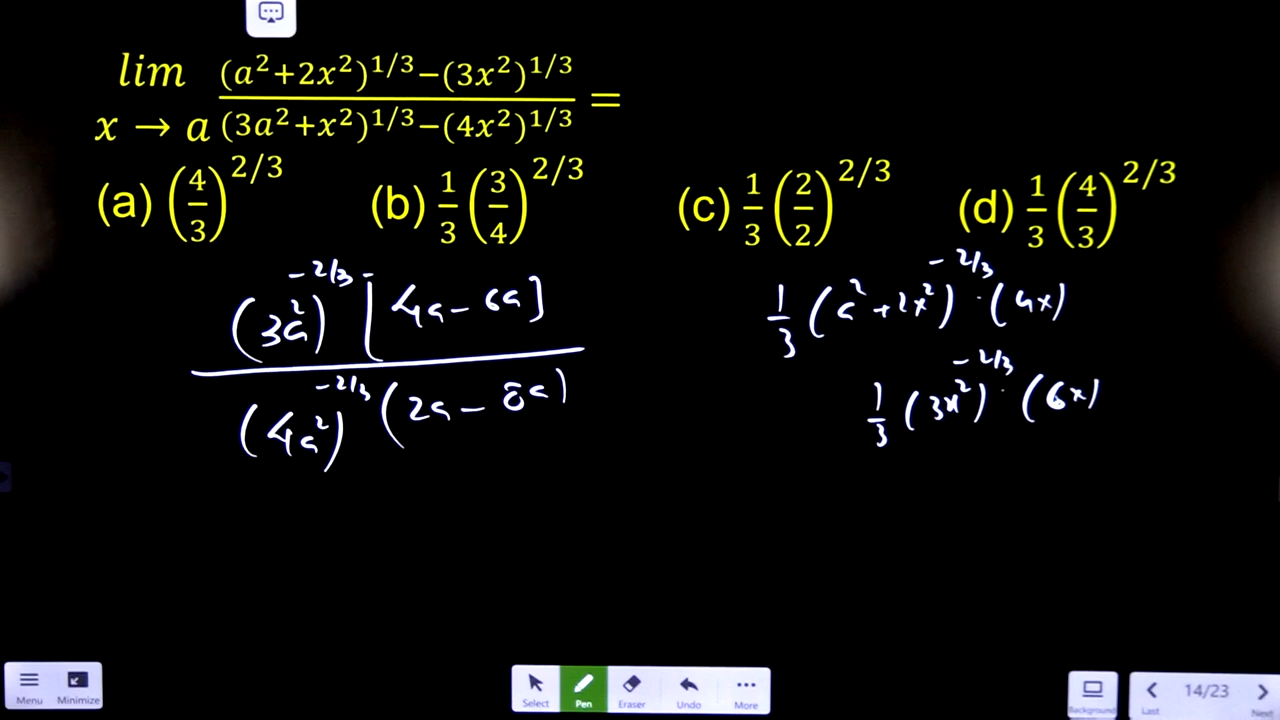 lim (a²+2x²)^1/3−(3x²)^1/3
x → a (3a²+x²)^1/3−(4x²)^1/3 =
(a) (4/3)^2/3 (b) 1/3 (3/4)^2/3 (c) 1/3 (2/2)^2/3 (d) 1/3 (4/3)^2/3
(3a²)^-2/3 [4a - 6a]
(4a²)^-2/3 (2a - 8a)
1/3 (a² + 2x²)^-2/3 · (4x)
1/3 (3x²)^-2/3 · (6x)
Menu Minimize Select Pen Eraser Undo More Background Last 14/23 Next